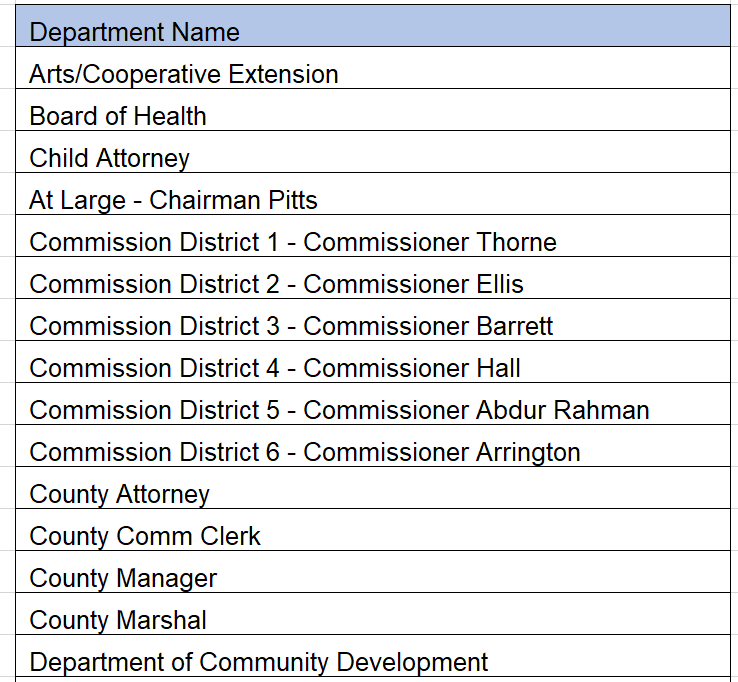 Department Name
Arts/Cooperative Extension
Board of Health
Child Attorney
At Large - Chairman Pitts
Commission District 1 - Commissioner Thorne
Commission District 2 - Commissioner Ellis
Commission District 3 - Commissioner Barrett
Commission District 4 - Commissioner Hall
Commission District 5 - Commissioner Abdur Rahman
Commission District 6 - Commissioner Arrington
County Attorney
County Comm Clerk
County Manager
County Marshal
Department of Community Development